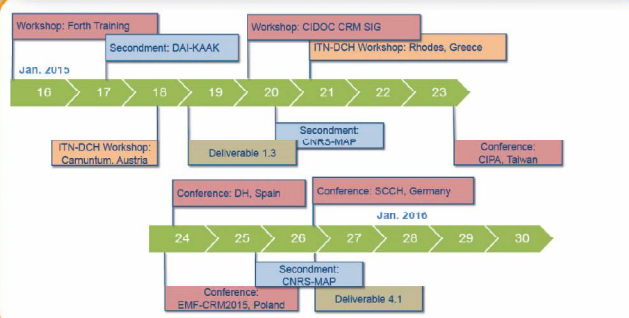 Workshop: Forth Training
Workshop: CIDOC CRM SIG
Secondment: DAI-KAAK
ITN-DCH Workshop: Rhodes, Greece
Jan. 2015
16 17 18 19 20 21 22 23
ITN-DCH Workshop:
Carnuntum, Austria
Deliverable 1.3
Secondment:
CNRS-MAP
Conference:
CIPA, Taiwan
Conference: DH, Spain
Conference: SCCH, Germany
Jan. 2016
24 25 26 27 28 29 30
Secondment:
CNRS-MAP
Conference:
EMF-CRM2015, Poland
Deliverable 4.1